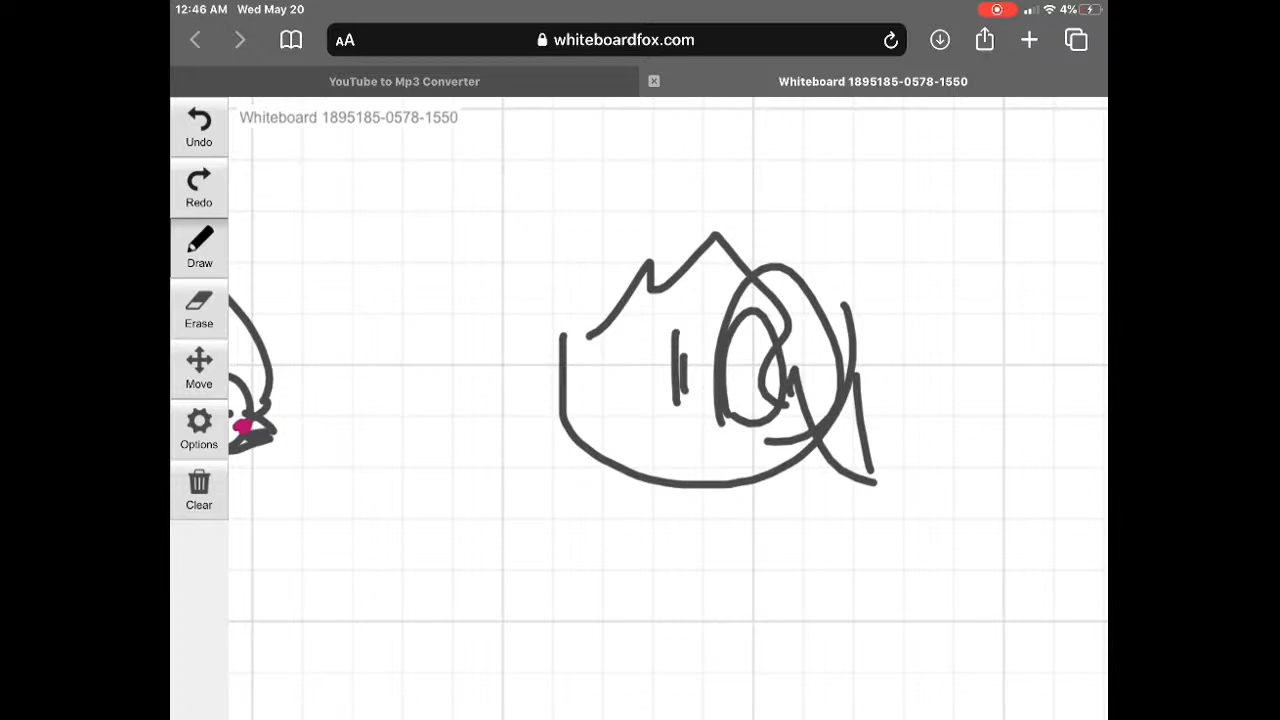 12:46 AM Wed May 20
4%
AA
whiteboardfox.com
YouTube to Mp3 Converter
Whiteboard 1895185-0578-1550
Whiteboard 1895185-0578-1550
Undo
Redo
Draw
Erase
Move
Options
Clear